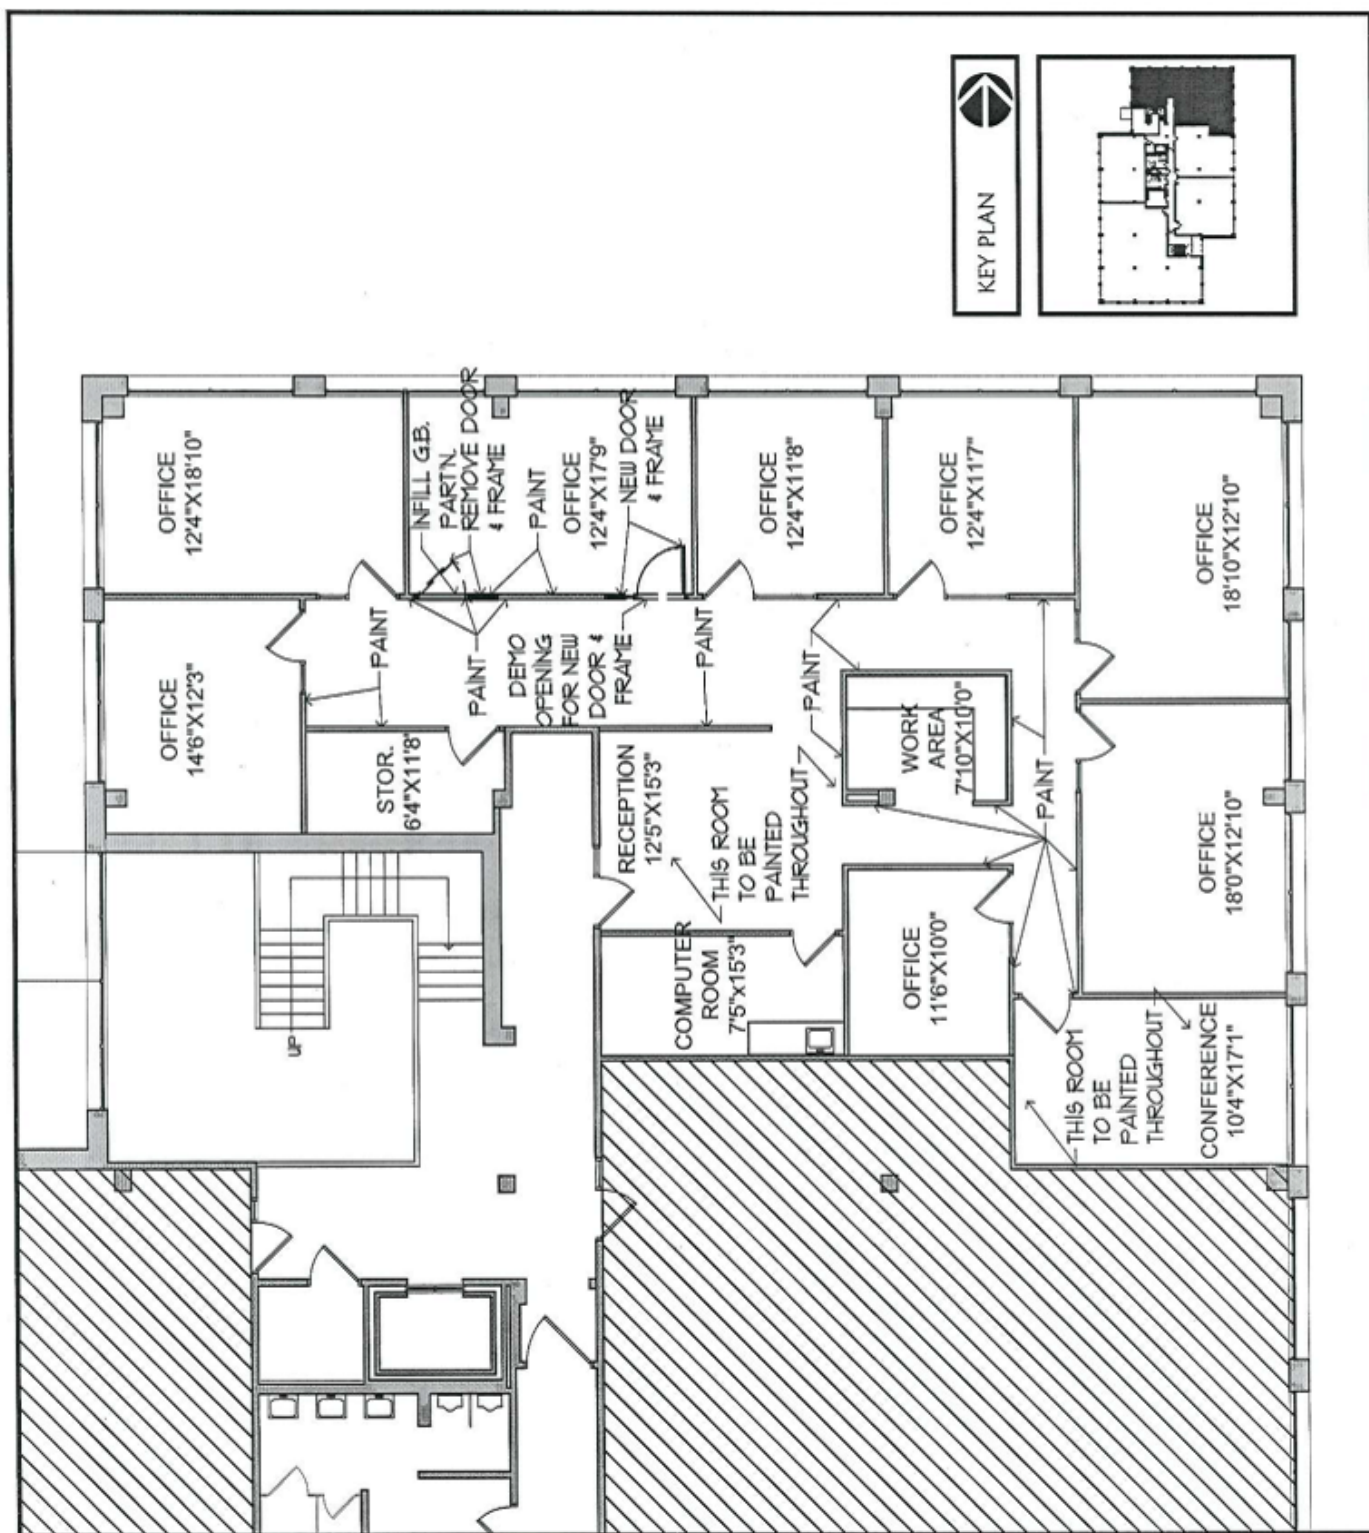 KEY PLAN
OFFICE
12'4"X18'10"
INFILL G.B.
PART'N.
REMOVE DOOR
& FRAME
PAINT
OFFICE
12'4"X17'9"
NEW DOOR
& FRAME
OFFICE
12'4"X11'8"
OFFICE
12'4"X11'7"
OFFICE
18'10"X12'10"
OFFICE
14'6"X12'3"
PAINT
PAINT
DEMO
OPENING
FOR NEW
DOOR &
FRAME
PAINT
PAINT
STOR.
6'4"X11'8"
RECEPTION
12'5"X15'3"
THIS ROOM
TO BE
PAINTED
THROUGHOUT
WORK
AREA
7'10"X10'0"
PAINT
OFFICE
18'0"X12'10"
UP
COMPUTER
ROOM
7'5"X15'3"
OFFICE
11'6"X10'0"
THIS ROOM
TO BE
PAINTED
THROUGHOUT
CONFERENCE
10'4"X17'1"